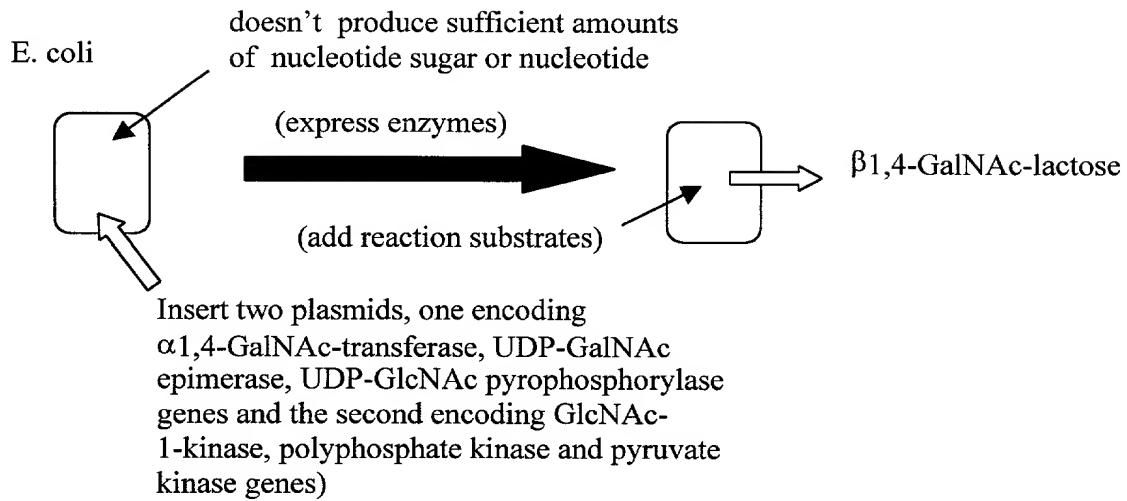 doesn't produce sufficient amounts
E. coli
of nucleotide sugar or nucleotide
(express enzymes)
β1,4-GalNAc-lactose
(add reaction substrates)
Insert two plasmids, one encoding
α1,4-GalNAc-transferase, UDP-GalNAc
epimerase, UDP-GlcNAc pyrophosphorylase
genes and the second encoding GlcNAc-
1-kinase, polyphosphate kinase and pyruvate
kinase genes)